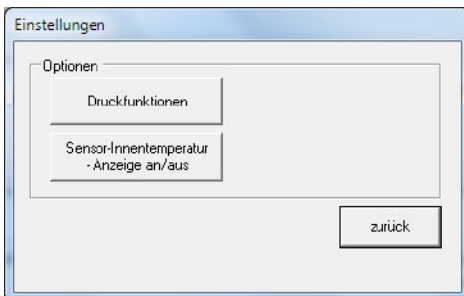 Einstellungen
Optionen
Druckfunktionen
Sensor-Innentemperatur
- Anzeige an/aus
zurück